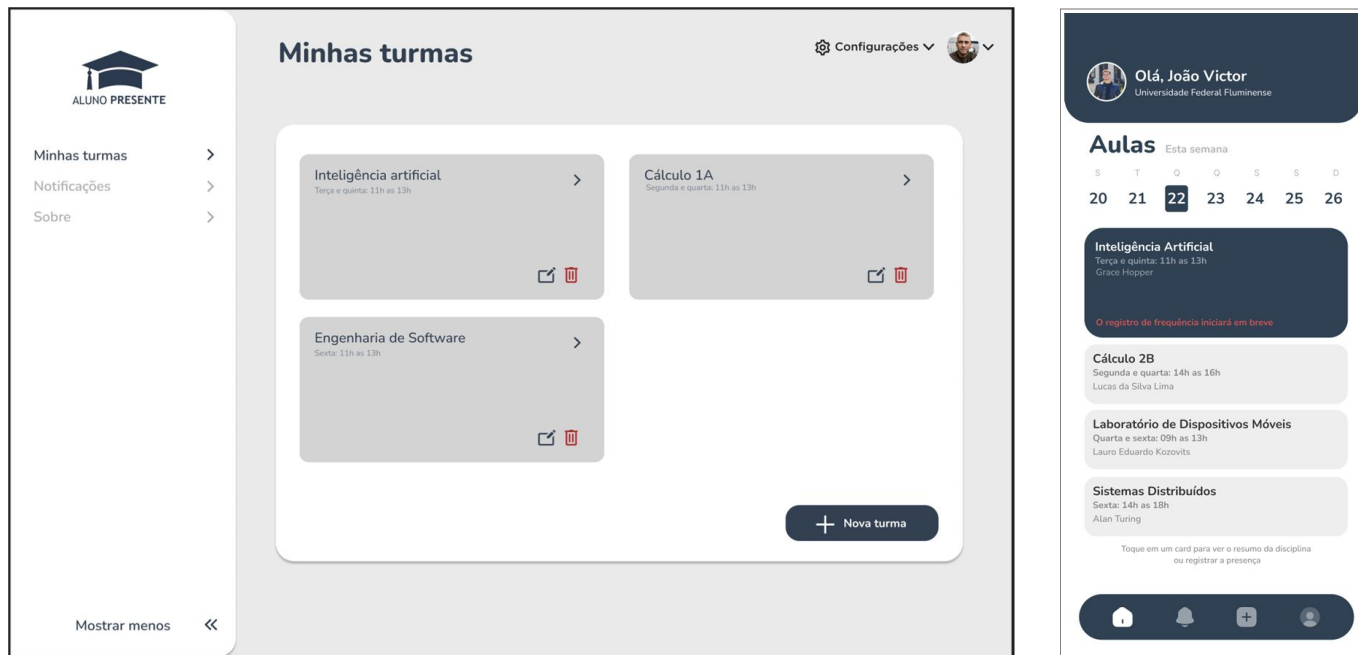 ALUNO PRESENTE
Minhas turmas
Notificações
Sobre
Mostrar menos
Minhas turmas
Configurações
Inteligência artificial
Terça e quinta: 11h as 13h
Cálculo 1A
Segunda e quarta: 11h as 13h
Engenharia de Software
Sexta: 11h as 13h
Nova turma
Olá, João Victor
Universidade Federal Fluminense
Aulas Esta semana
S T Q Q S S D
20 21 22 23 24 25 26
Inteligência Artificial
Terça e quinta: 11h as 13h
Grace Hopper
O registro de frequência iniciará em breve
Cálculo 2B
Segunda e quarta: 14h as 16h
Lucas da Silva Lima
Laboratório de Dispositivos Móveis
Quarta e sexta: 09h as 13h
Lauro Eduardo Kozovits
Sistemas Distribuídos
Sexta: 14h as 18h
Alan Turing
Toque em um card para ver o resumo da disciplina
ou registrar a presença